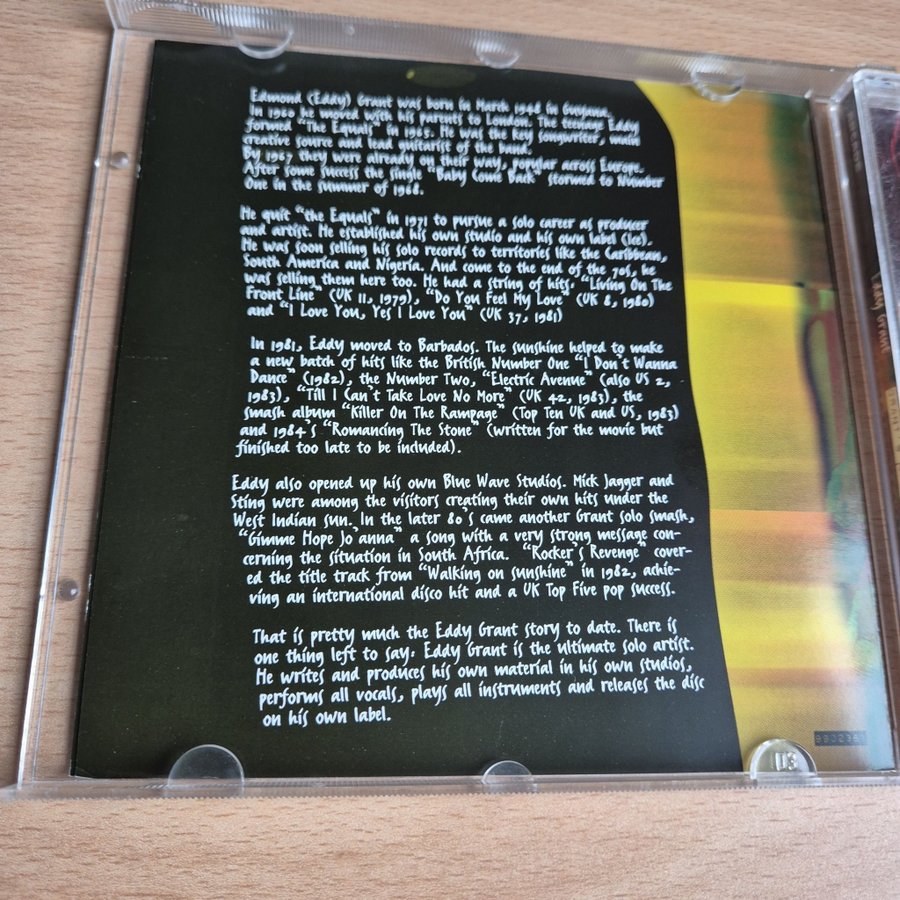 Edmond (Eddy) Grant was born in March 1948 in Guyana.
In 1960 he moved with his parents to London. The teenage Eddy
formed "The Equals" in 1965. He was the key songwriter, main
creative source and lead guitarist of the band.
By 1967 they were already on their way, popular across Europe.
After some success the single "Baby Come Back" stormed to Number
One in the summer of 1968.
He quit "the Equals" in 1971 to pursue a solo career as producer
and artist. He established his own studio and his own label (Ice).
He was soon selling his solo records to territories like the Caribbean,
South America and Nigeria. And come to the end of the 70s, he
was selling them here too. He had a string of hits: "Living On The
Front Line" (UK 11, 1979), "Do You Feel My Love" (UK 8, 1980)
and "I Love You, Yes I Love You" (UK 37, 1981)
In 1981, Eddy moved to Barbados. The sunshine helped to make
a new batch of hits like the British Number One "I Don't Wanna
Dance" (1982), the Number Two, "Electric Avenue" (also US 2,
1983), "Till I Can't Take Love No More" (UK 42, 1983), the
smash album "Killer On The Rampage" (Top Ten UK and US, 1983)
and 1984's "Romancing The Stone" (written for the movie but
finished too late to be included).
Eddy also opened up his own Blue Wave Studios. Mick Jagger and
Sting were among the visitors creating their own hits under the
West Indian sun. In the later 80's came another Grant solo smash,
"Gimme Hope Jo'anna" a song with a very strong message con-
cerning the situation in South Africa. "Rocker's Revenge" cover-
ed the title track from "Walking on sunshine" in 1982, achie-
ving an international disco hit and a UK Top Five pop success.
That is pretty much the Eddy Grant story to date. There is
one thing left to say: Eddy Grant is the ultimate solo artist.
He writes and produces his own material in his own studios,
performs all vocals, plays all instruments and releases the disc
on his own label.